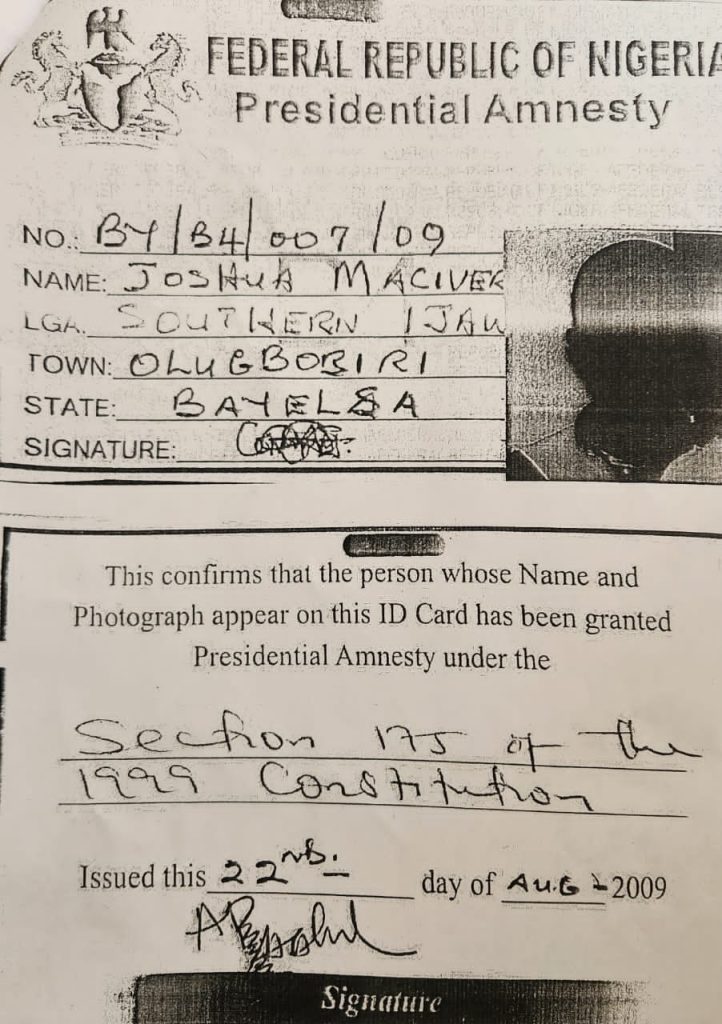 FEDERAL REPUBLIC OF NIGERIA
Presidential Amnesty
NO.: BY/B4/007/09
NAME: JOSHUA MACIVER
LGA. SOUTHERN IJAW
TOWN: OLUGBOBIRI
STATE: BAYELSA
SIGNATURE:
This confirms that the person whose Name and
Photograph appear on this ID Card has been granted
Presidential Amnesty under the
Section 175 of the
1999 Constitution
Issued this 22ND. day of AUG 2009
Signature